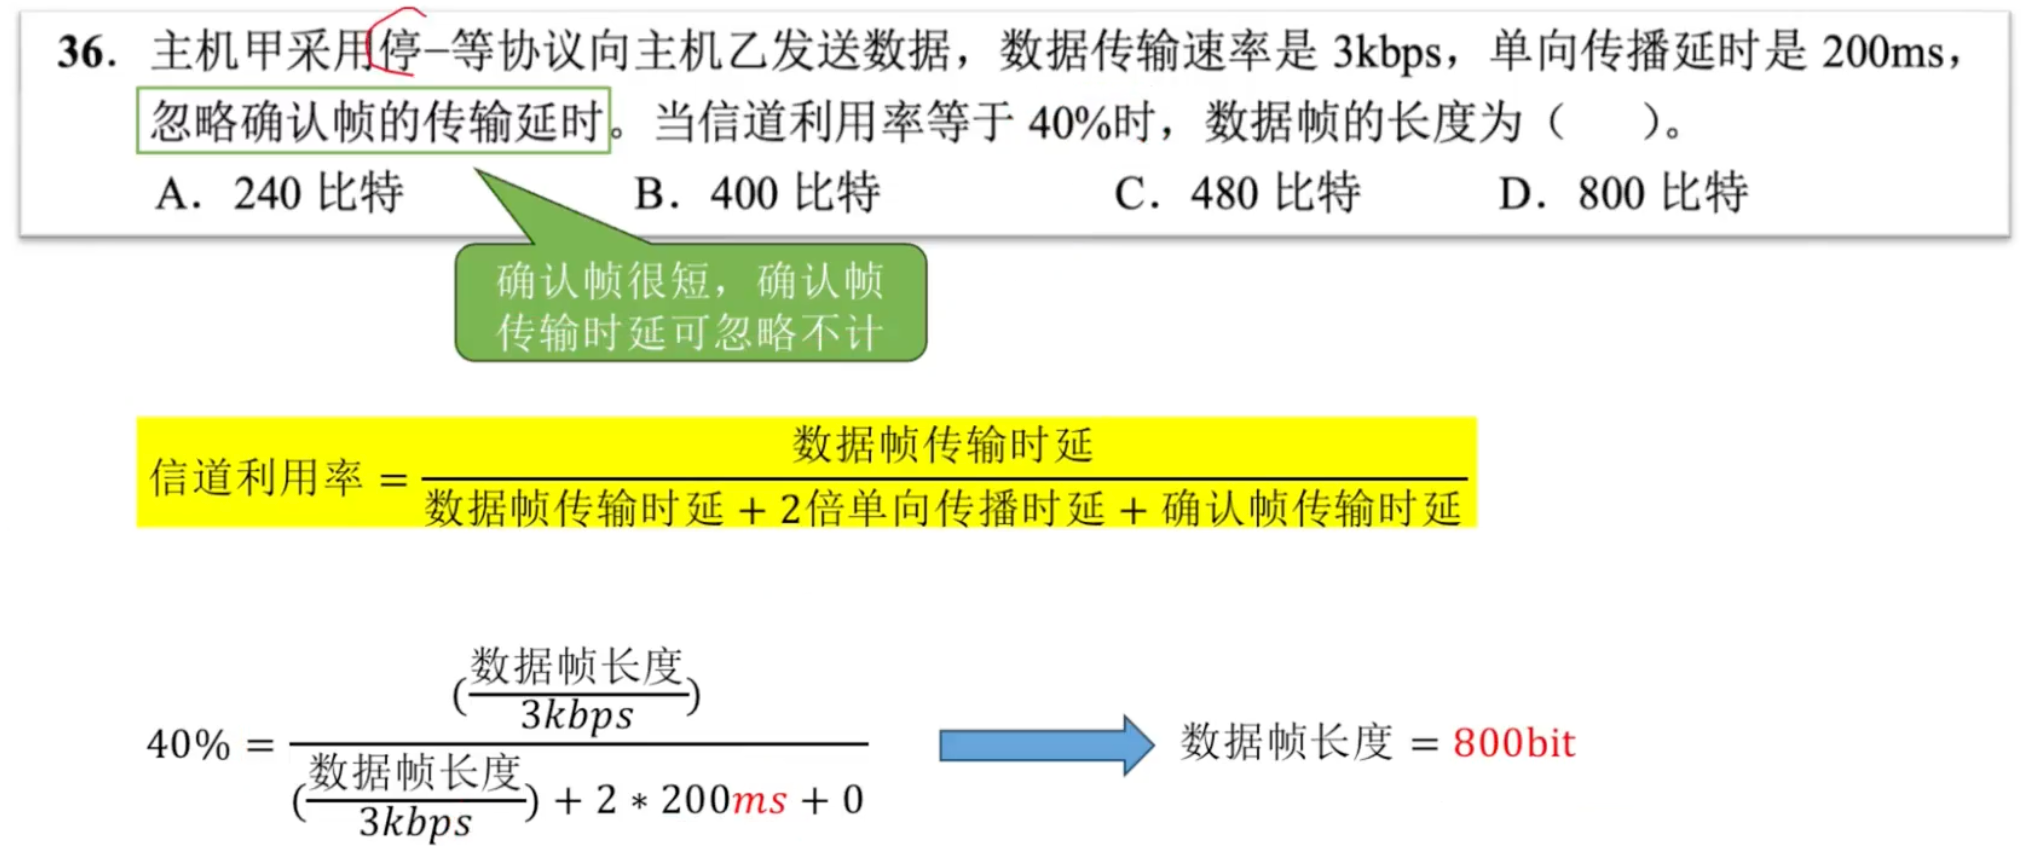 36. 主机甲采用停−等协议向主机乙发送数据，数据传输速率是 3kbps，单向传播延时是 200ms，
忽略确认帧的传输延时。当信道利用率等于 40%时，数据帧的长度为（　　）。
A. 240 比特　B. 400 比特　C. 480 比特　D. 800 比特
确认帧很短，确认帧
传输时延可忽略不计
数据帧传输时延
信道利用率 =
数据帧传输时延 + 2倍单向传播时延 + 确认帧传输时延
(数据帧长度
3kbps)
40% =
(数据帧长度
3kbps) + 2 * 200ms + 0
数据帧长度 = 800bit